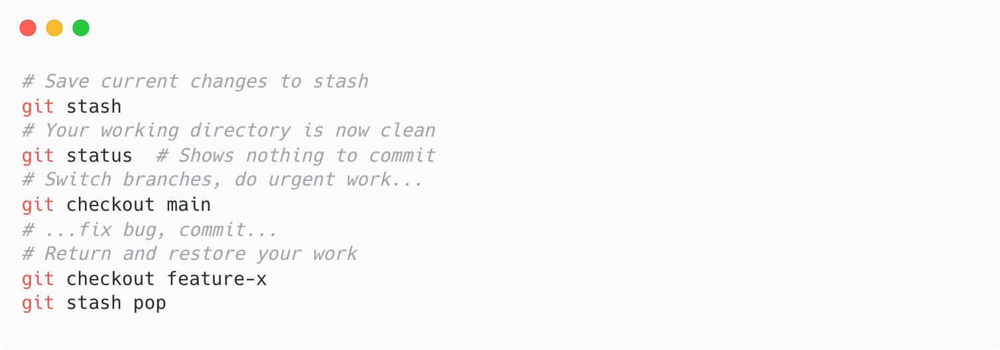 # Save current changes to stash
git stash
# Your working directory is now clean
git status  # Shows nothing to commit
# Switch branches, do urgent work...
git checkout main
# ...fix bug, commit...
# Return and restore your work
git checkout feature-x
git stash pop